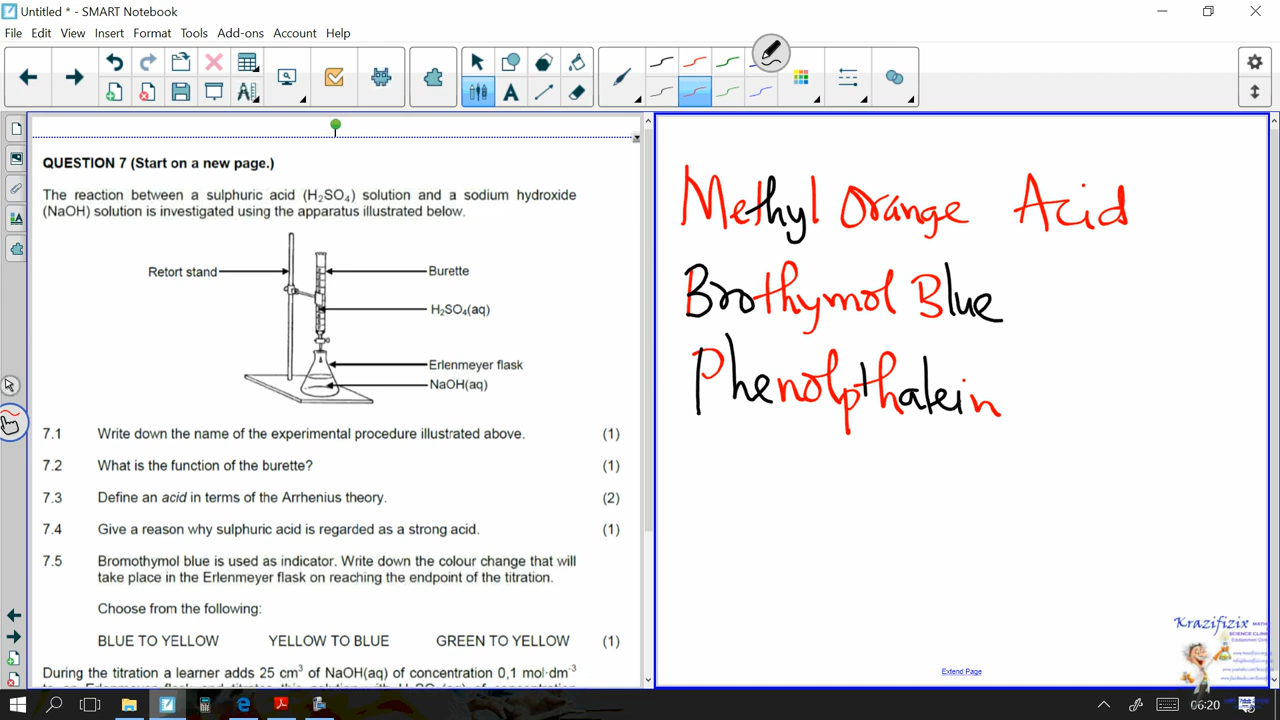 Untitled * - SMART Notebook
File Edit View Insert Format Tools Add-ons Account Help
QUESTION 7 (Start on a new page.)
The reaction between a sulphuric acid (H₂SO₄) solution and a sodium hydroxide
(NaOH) solution is investigated using the apparatus illustrated below.
Retort stand
Burette
H₂SO₄(aq)
Erlenmeyer flask
NaOH(aq)
7.1 Write down the name of the experimental procedure illustrated above. (1)
7.2 What is the function of the burette? (1)
7.3 Define an acid in terms of the Arrhenius theory. (2)
7.4 Give a reason why sulphuric acid is regarded as a strong acid. (1)
7.5 Bromothymol blue is used as indicator. Write down the colour change that will
take place in the Erlenmeyer flask on reaching the endpoint of the titration.
Choose from the following:
BLUE TO YELLOW YELLOW TO BLUE GREEN TO YELLOW (1)
During the titration a learner adds 25 cm³ of NaOH(aq) of concentration 0,1 mol·dm⁻³
Methyl Orange Acid
Brothymol Blue
Phenolpthalein
Krazifizix
SCIENCE CLINIC
Extend Page
06:20